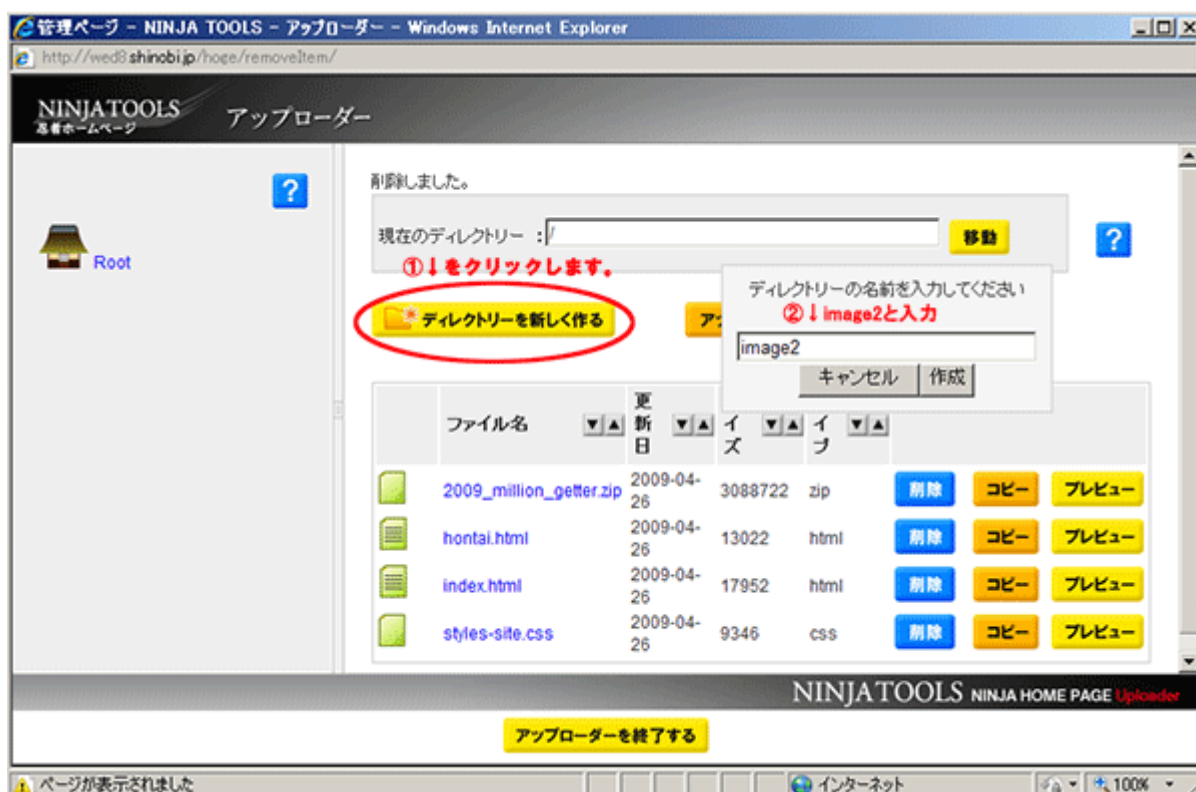 管理ページ - NINJA TOOLS - アップローダー - Windows Internet Explorer
http://wed8.shinobi.jp/hoge/removeItem/
NINJATOOLS
忍者ホームページ
アップローダー
?
Root
削除しました。
現在のディレクトリー :/
移動
?
①↓をクリックします。
ディレクトリーを新しく作る
ア
ディレクトリーの名前を入力してください
②↓image2と入力
image2
キャンセル 作成
ファイル名 ▼▲ 更新日 ▼▲ イズ ▼▲ イプ ▼▲
2009_million_getter.zip 2009-04-26 3088722 zip 削除 コピー プレビュー
hontai.html 2009-04-26 13022 html 削除 コピー プレビュー
index.html 2009-04-26 17952 html 削除 コピー プレビュー
styles-site.css 2009-04-26 9346 css 削除 コピー プレビュー
NINJATOOLS NINJA HOME PAGE Uploader
アップローダーを終了する
ページが表示されました インターネット 100%